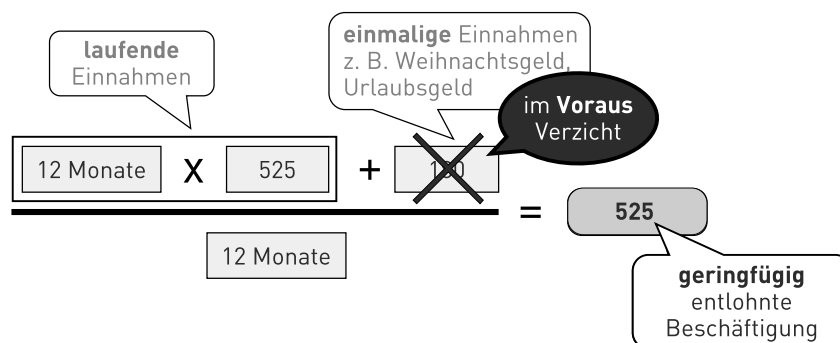 laufende
Einnahmen
einmalige Einnahmen
z. B. Weihnachtsgeld,
Urlaubsgeld
im Voraus
Verzicht
12 Monate X 525 +
= 525
12 Monate
geringfügig
entlohnte
Beschäftigung